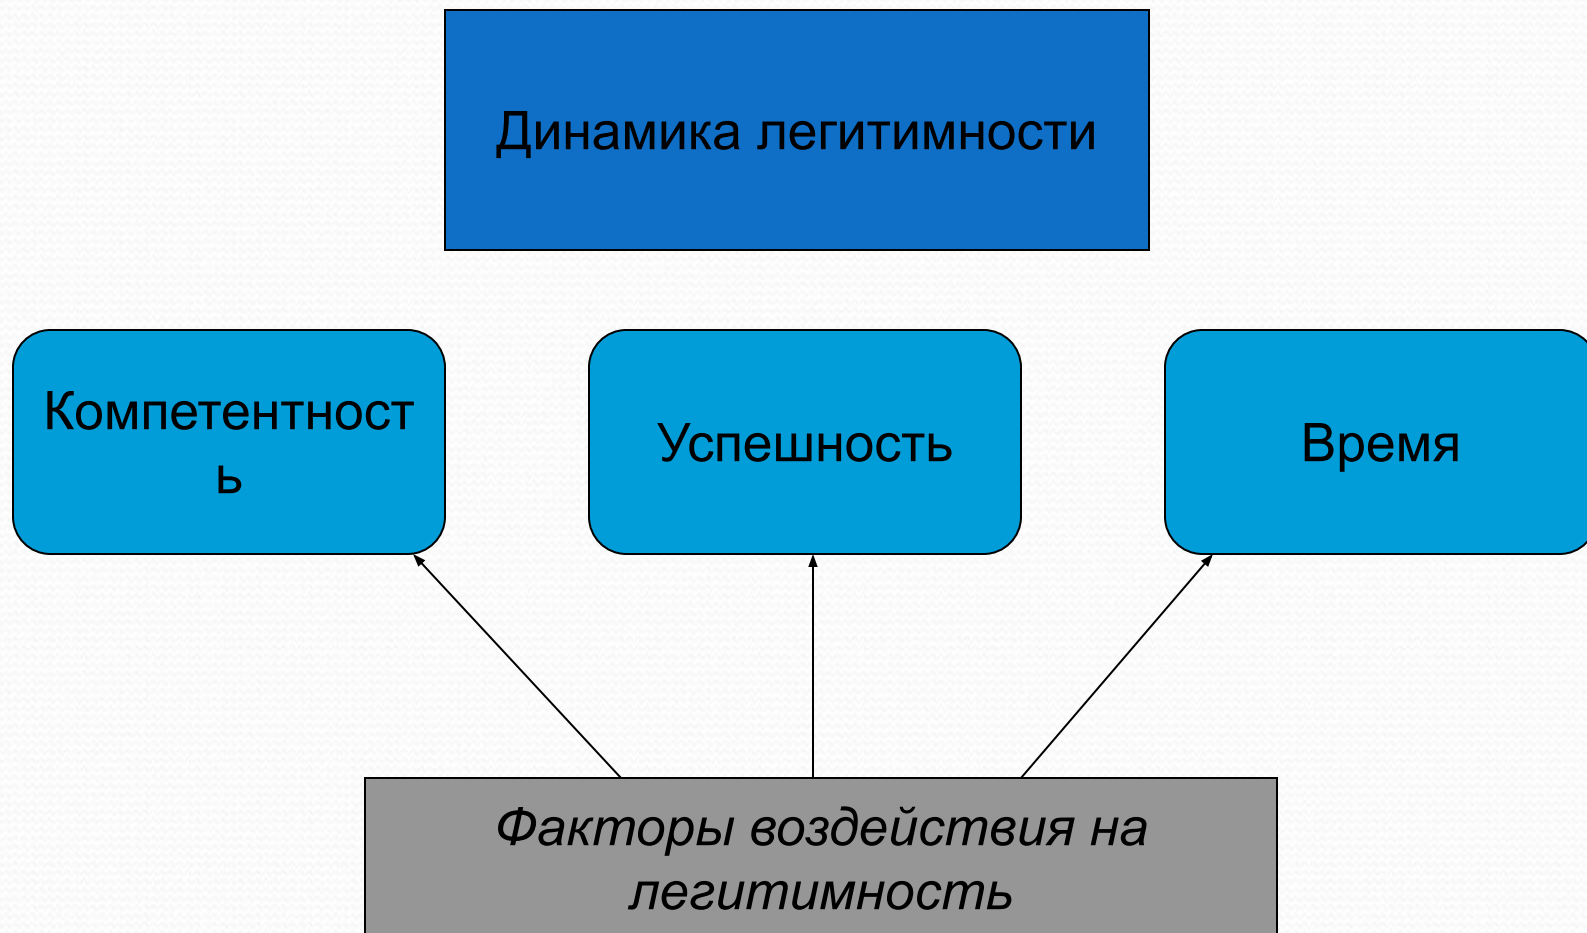 Динамика легитимности
Компетентност
ь
Успешность
Время
Факторы воздействия на
легитимность